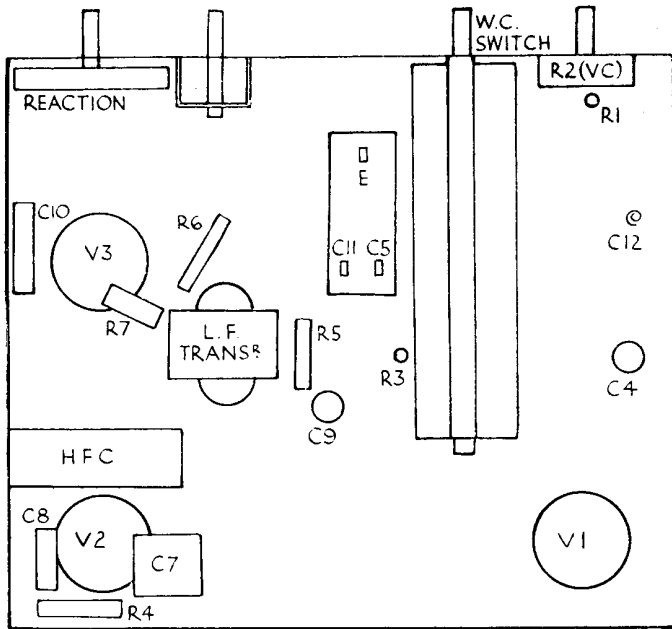 W.C.
SWITCH
R2(VC)
REACTION
R1
E
C10
R6
V3
C11 C5
C12
R7
L.F.
TRANSR.
R5
R3
C4
C9
HFC
C8
V2
C7
V1
R4